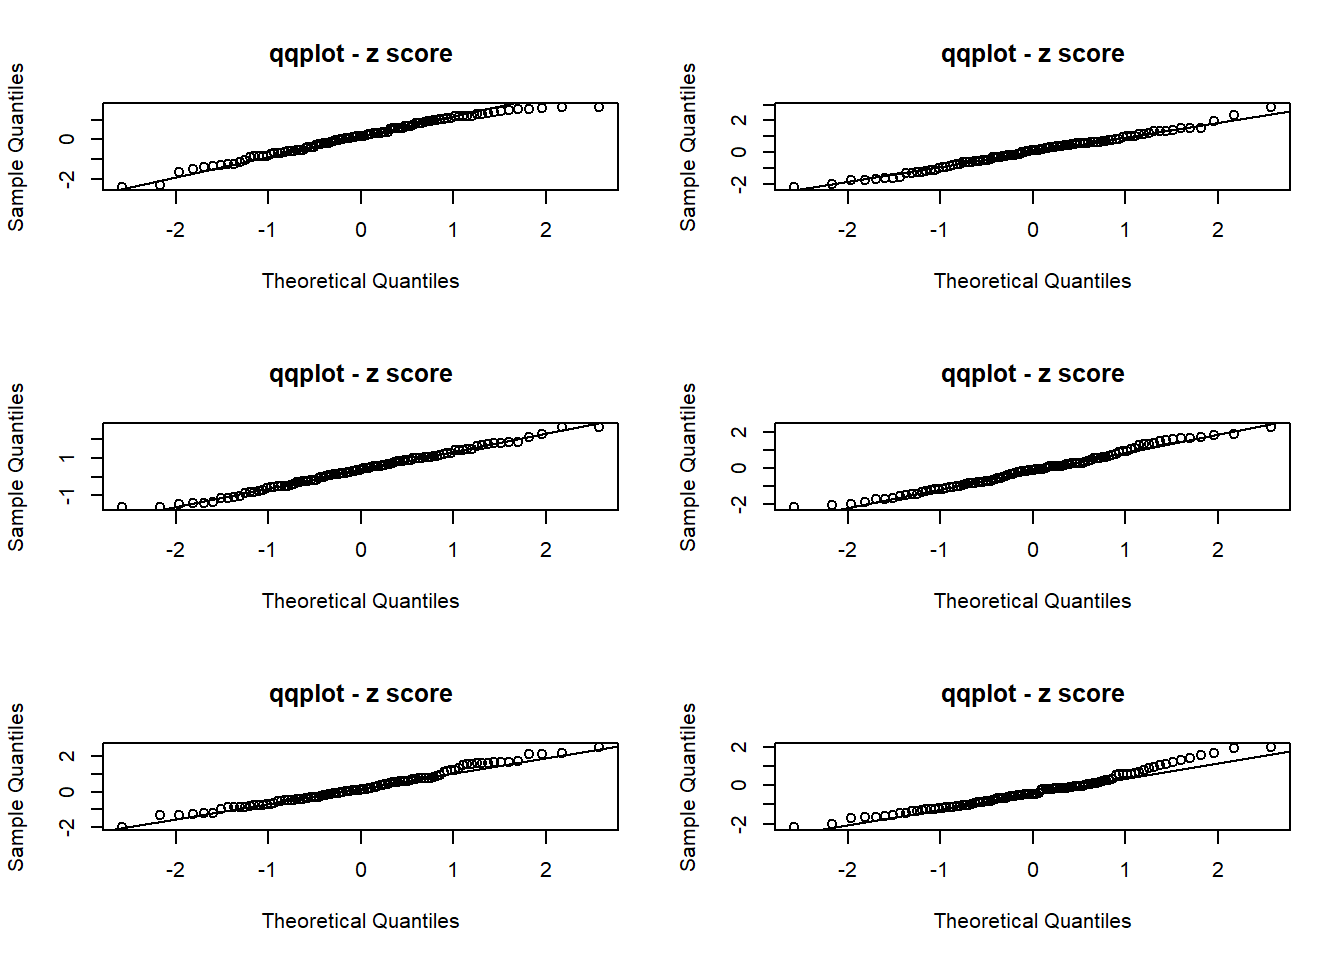 qqplot - z score
Sample Quantiles
0
-2
-2 -1 0 1 2
Theoretical Quantiles
qqplot - z score
Sample Quantiles
2
0
-2
-2 -1 0 1 2
Theoretical Quantiles
qqplot - z score
Sample Quantiles
1
-1
-2 -1 0 1 2
Theoretical Quantiles
qqplot - z score
Sample Quantiles
2
0
-2
-2 -1 0 1 2
Theoretical Quantiles
qqplot - z score
Sample Quantiles
2
0
-2
-2 -1 0 1 2
Theoretical Quantiles
qqplot - z score
Sample Quantiles
2
0
-2
-2 -1 0 1 2
Theoretical Quantiles